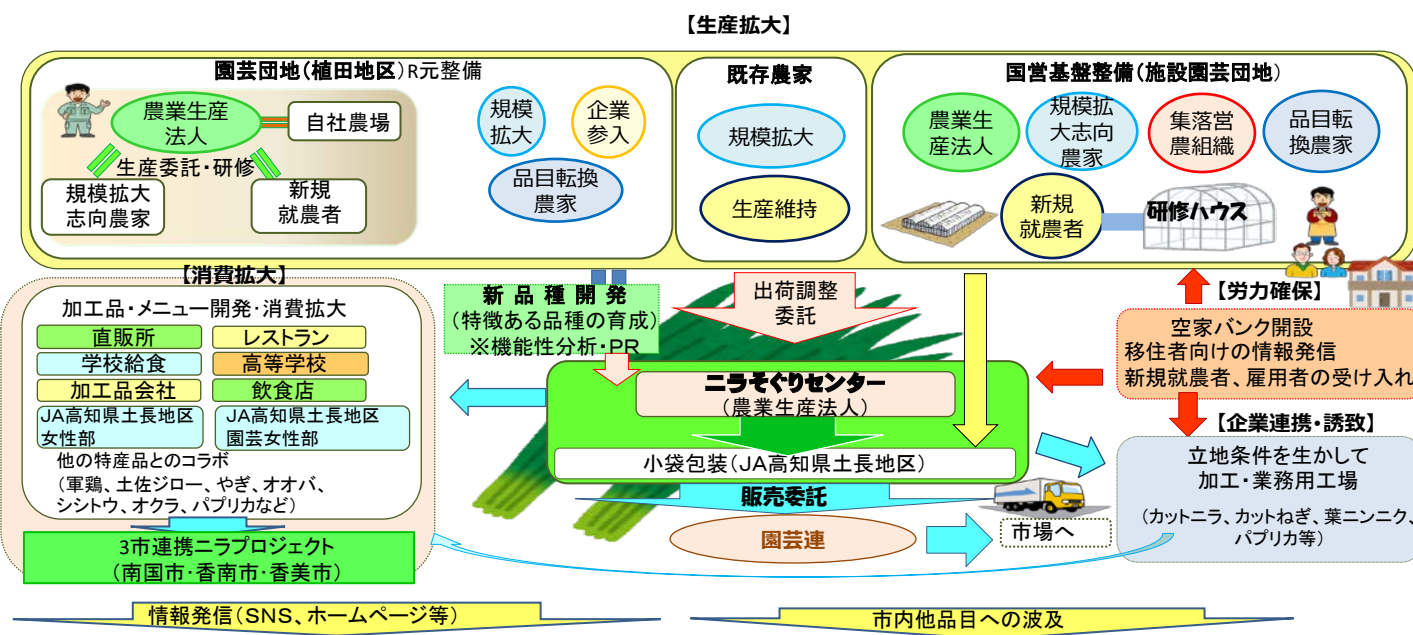 【生産拡大】
園芸団地(植田地区)R元整備
農業生産
法人
自社農場
生産委託・研修
規模拡大
志向農家
新規
就農者
規模
拡大
企業
参入
品目転換
農家
既存農家
規模拡大
生産維持
国営基盤整備(施設園芸団地)
農業生
産法人
規模拡
大志向
農家
集落営
農組織
品目転
換農家
新規
就農者
研修ハウス
【消費拡大】
加工品・メニュー開発・消費拡大
直販所
レストラン
学校給食
高等学校
加工品会社
飲食店
JA高知県土長地区
女性部
JA高知県土長地区
園芸女性部
他の特産品とのコラボ
(軍鶏、土佐ジロー、やぎ、オオバ、
シシトウ、オクラ、パプリカなど)
3市連携ニラプロジェクト
(南国市・香南市・香美市)
新品種開発
(特徴ある品種の育成)
※機能性分析・PR
出荷調整
委託
ニラそぐりセンター
(農業生産法人)
小袋包装(JA高知県土長地区)
販売委託
園芸連
市場へ
【労力確保】
空家バンク開設
移住者向けの情報発信
新規就農者、雇用者の受け入れ
【企業連携・誘致】
立地条件を生かして
加工・業務用工場
(カットニラ、カットねぎ、葉ニンニク、
パプリカ等)
情報発信(SNS、ホームページ等)
市内他品目への波及